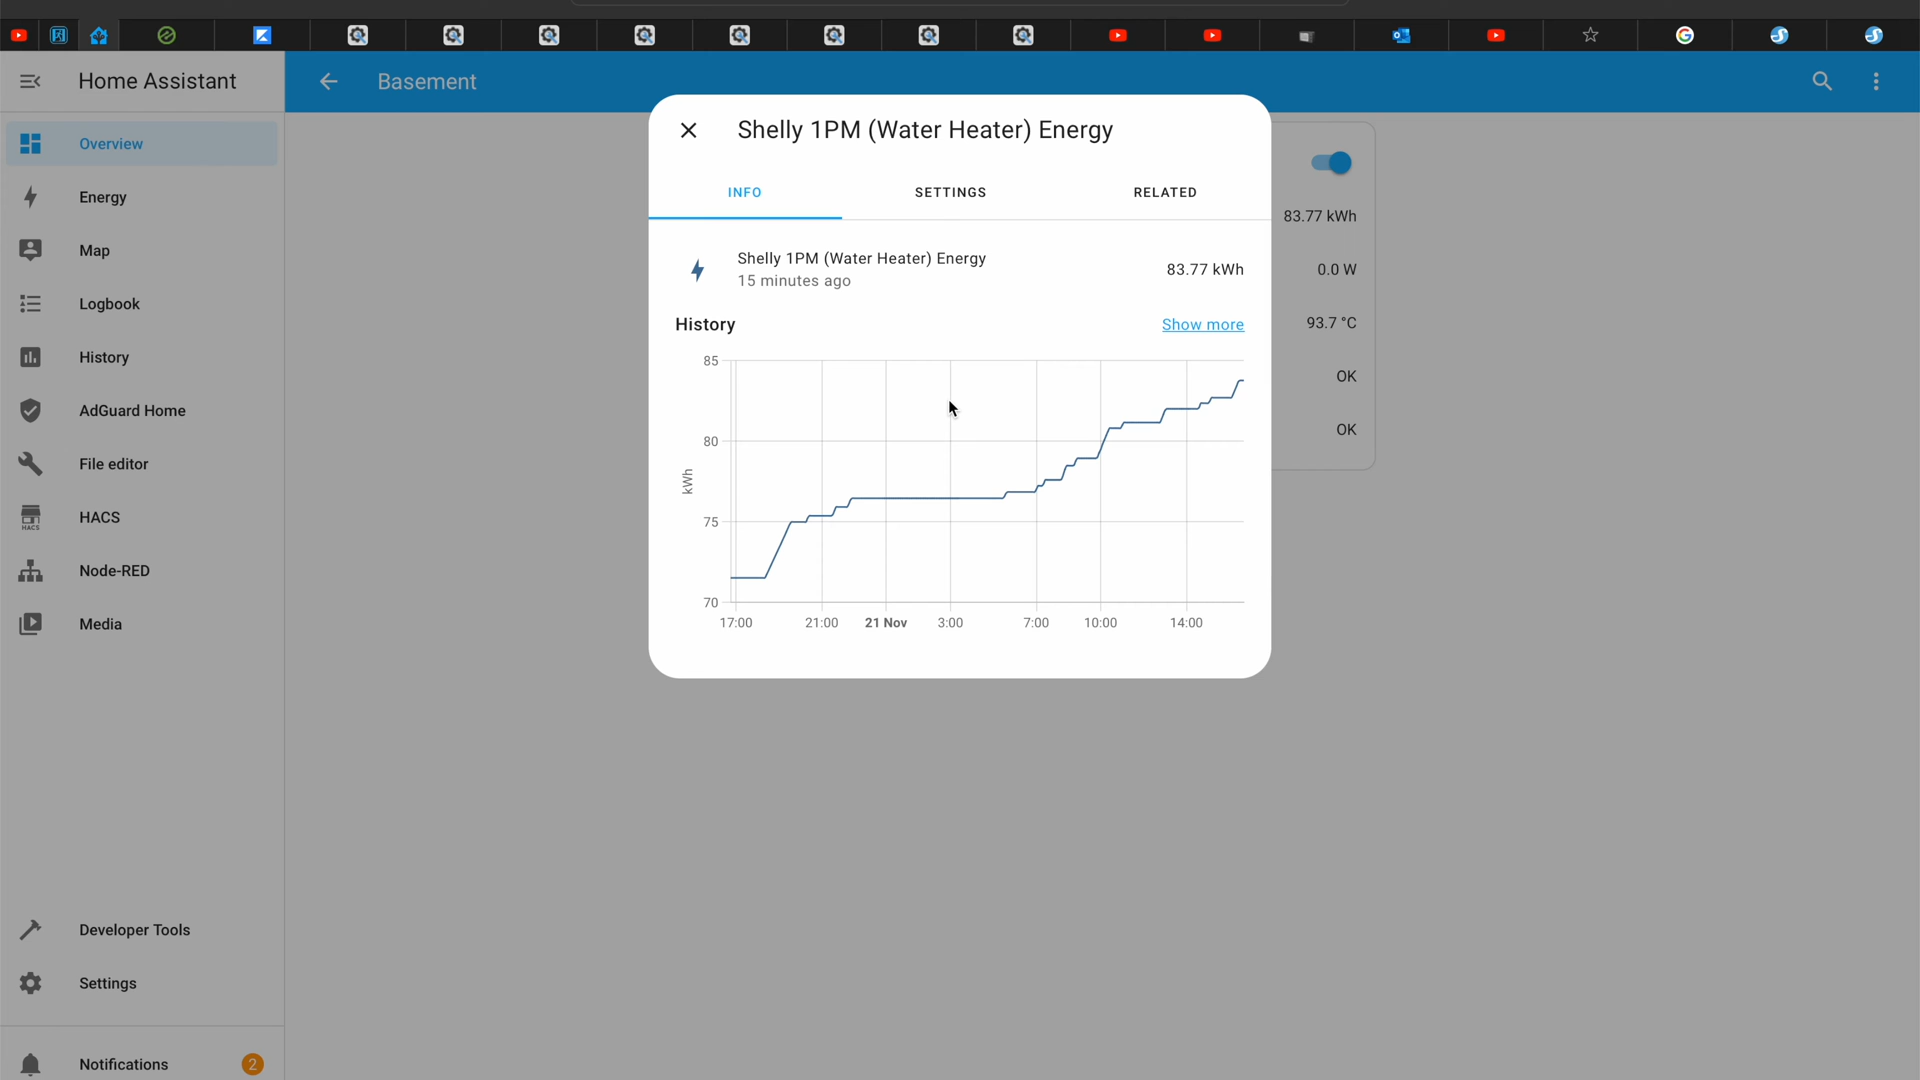 Home Assistant
Basement
Overview
Energy
Map
Logbook
History
AdGuard Home
File editor
HACS
HACS
Node-RED
Media
Developer Tools
Settings
Notifications
2
Shelly 1PM (Water Heater) Energy
INFO
SETTINGS
RELATED
Shelly 1PM (Water Heater) Energy
15 minutes ago
83.77 kWh
History
Show more
85
80
75
70
kWh
17:00
21:00
21 Nov
3:00
7:00
10:00
14:00
83.77 kWh
0.0 W
93.7 °C
OK
OK